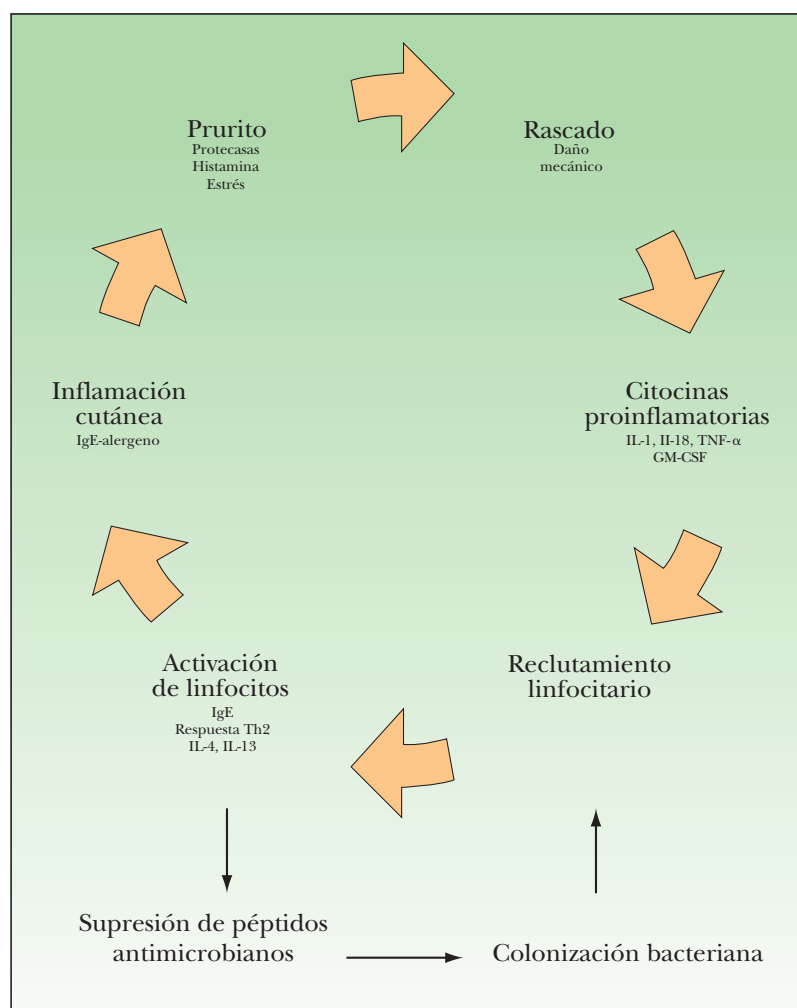 Prurito
Protecasas
Histamina
Estrés
Rascado
Daño
mecánico
Citocinas
proinflamatorias
IL-1, II-18, TNF-α
GM-CSF
Reclutamiento
linfocitario
Activación
de linfocitos
IgE
Respuesta Th2
IL-4, IL-13
Inflamación
cutánea
IgE-alergeno
Supresión de péptidos
antimicrobianos
Colonización bacteriana